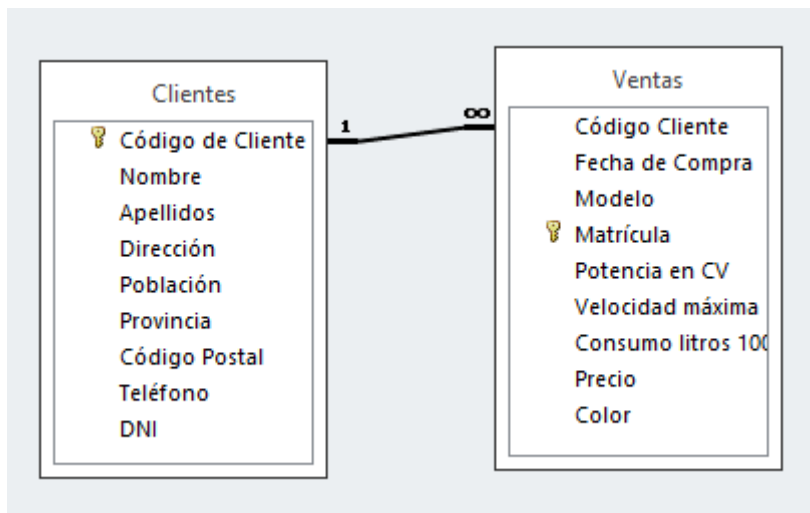 Clientes
Código de Cliente
Nombre
Apellidos
Dirección
Población
Provincia
Código Postal
Teléfono
DNI
1
∞
Ventas
Código Cliente
Fecha de Compra
Modelo
Matrícula
Potencia en CV
Velocidad máxima
Consumo litros 100
Precio
Color